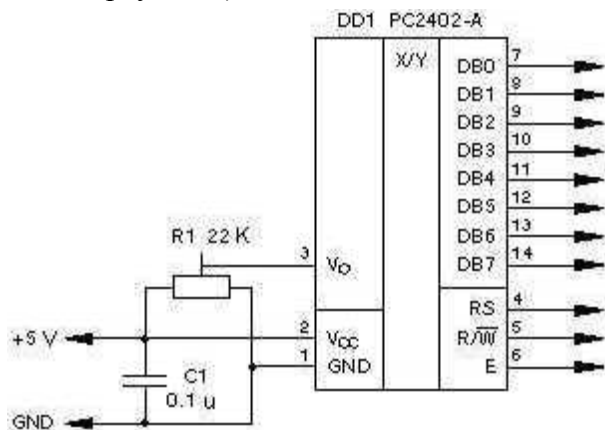 DD1 PC2402-A
X/Y
DB0 7
DB1 8
DB2 9
DB3 10
DB4 11
DB5 12
DB6 13
DB7 14
R1 22 K
3 VO
RS 4
+5 V
2 VCC
R/W̅ 5
1 GND
E 6
C1
0.1 u
GND